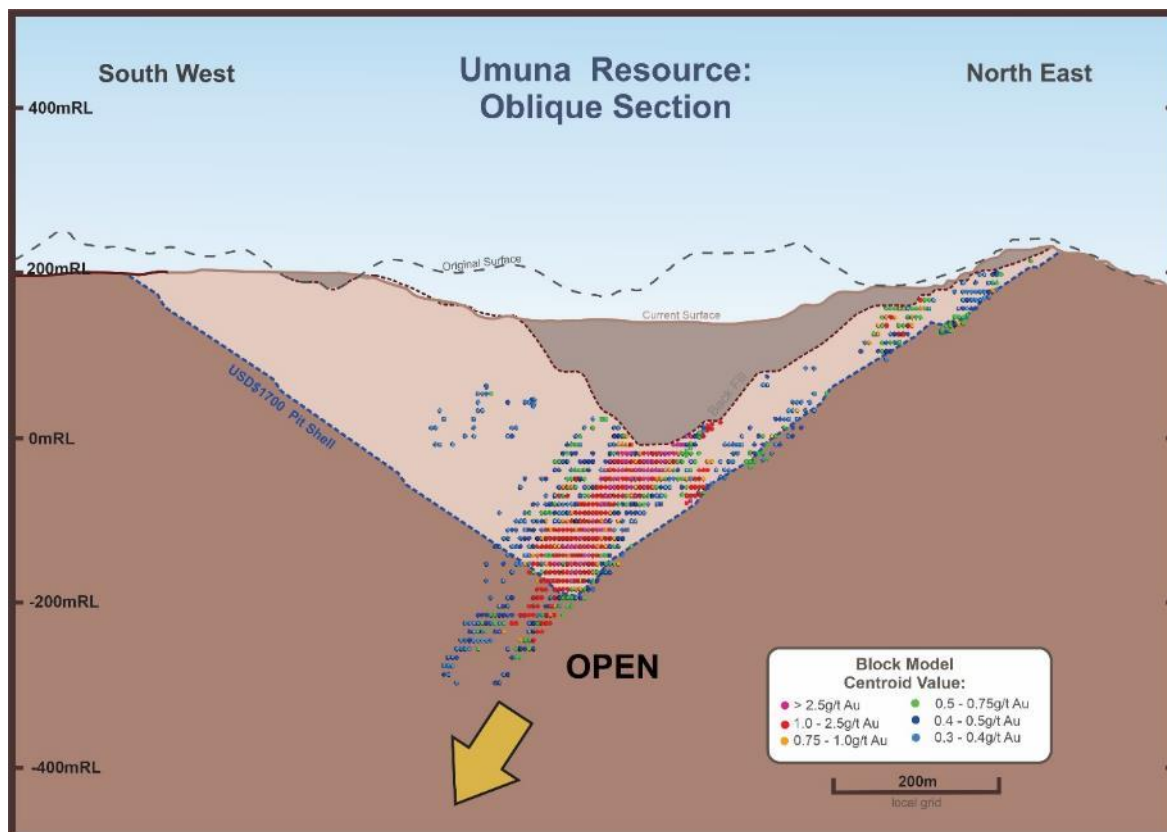 South West
Umuna Resource:
Oblique Section
North East
400mRL
Original Surface
200mRL
Current Surface
USD$1700 Pit Shell
Back Fill
0mRL
-200mRL
OPEN
Block Model
Centroid Value:
> 2.5g/t Au
0.5 - 0.75g/t Au
1.0 - 2.5g/t Au
0.4 - 0.5g/t Au
0.75 - 1.0g/t Au
0.3 - 0.4g/t Au
-400mRL
200m
local grid